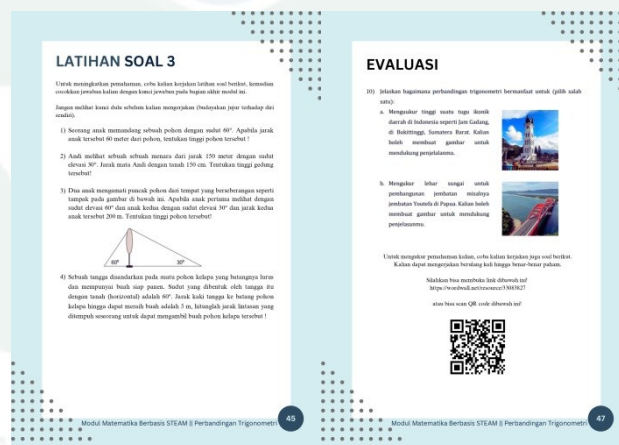 LATIHAN SOAL 3
Untuk meningkatkan pemahaman, coba kalian kerjakan latihan soal berikut, kemudian
cocokkan jawaban kalian dengan kunci jawaban pada bagian akhir modul ini.
Jangan melihat kunci dulu sebelum kalian mengerjakan (budayakan jujur terhadap diri
sendiri).
1) Seorang anak memandang sebuah pohon dengan sudut 60°. Apabila jarak
anak tersebut 60 meter dari pohon, tentukan tinggi pohon tersebut !
2) Andi melihat sebuah sebuah menara dari jarak 150 meter dengan sudut
elevasi 30°. Jarak mata Andi dengan tanah 150 cm. Tentukan tinggi gedung
tersebut!
3) Dua anak mengamati puncak pohon dari tempat yang berseberangan seperti
tampak pada gambar di bawah ini. Apabila anak pertama melihat dengan
sudut elevasi 60° dan anak kedua dengan sudut elevasi 30° dan jarak kedua
anak tersebut 200 m. Tentukan tinggi pohon tersebut!
60° 30°
4) Sebuah tangga disandarkan pada suatu pohon kelapa yang batangnya lurus
dan mempunyai buah siap panen. Sudut yang dibentuk oleh tangga itu
dengan tanah (horizontal) adalah 60°. Jarak kaki tangga ke batang pohon
kelapa hingga dapat meraih buah adalah 3 m, hitunglah jarak lintasan yang
ditempuh seseorang untuk dapat mengambil buah pohon kelapa tersebut !
Modul Matematika Berbasis STEAM || Perbandingan Trigonometri
45
EVALUASI
10) Jelaskan bagaimana perbandingan trigonometri bermanfaat untuk (pilih salah
satu):
a. Mengukur tinggi suatu tugu ikonik
daerah di Indonesia seperti Jam Gadang,
di Bukittinggi, Sumatera Barat. Kalian
boleh membuat gambar untuk
mendukung penjelasanmu.
b. Mengukur lebar sungai untuk
pembangunan jembatan misalnya
jembatan Youtefa di Papua. Kalian boleh
membuat gambar untuk mendukung
penjelasanmu.
Untuk mengukur pemahaman kalian, coba kalian kerjakan juga soal berikut.
Kalian dapat mengerjakan berulang kali hingga benar-benar paham.
Silahkan bisa membuka link dibawah ini!
atau bisa scan QR code dibawah ini!
Modul Matematika Berbasis STEAM || Perbandingan Trigonometri
47